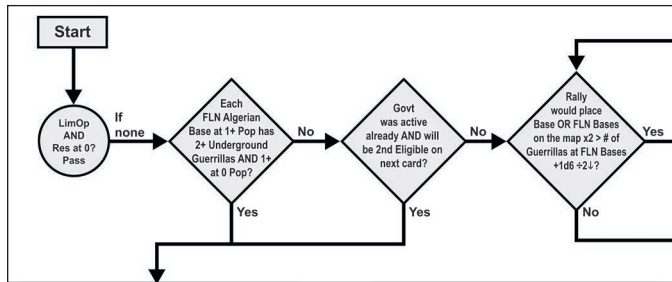 Start
LimOp
AND
Res at 0?
Pass
If
none
Each
FLN Algerian
Base at 1+ Pop has
2+ Underground
Guerrillas AND 1+
at 0 Pop?
No
Yes
Govt
was active
already AND will
be 2nd Eligible on
next card?
No
Yes
Rally
would place
Base OR FLN Bases
on the map x2 > # of
Guerrillas at FLN Bases
+1d6 ÷2↓?
Yes
No